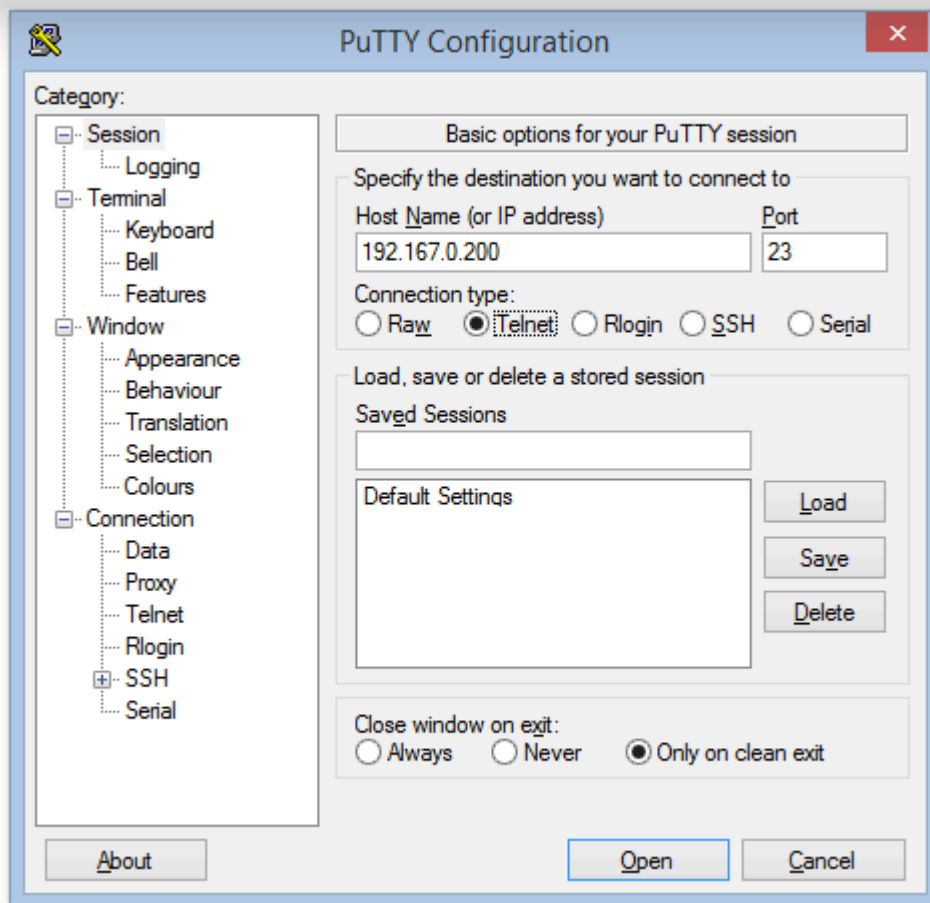 PuTTY Configuration
Category:
Session
Logging
Terminal
Keyboard
Bell
Features
Window
Appearance
Behaviour
Translation
Selection
Colours
Connection
Data
Proxy
Telnet
Rlogin
SSH
Serial
Basic options for your PuTTY session
Specify the destination you want to connect to
Host Name (or IP address) Port
192.167.0.200 23
Connection type:
Raw Telnet Rlogin SSH Serial
Load, save or delete a stored session
Saved Sessions
Default Settings
Load
Save
Delete
Close window on exit:
Always Never Only on clean exit
About Open Cancel